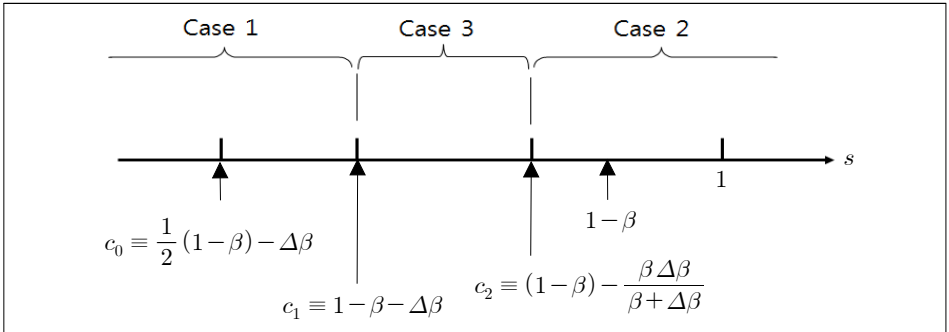 Case 1 Case 3 Case 2
s
1
1−β
c₀ ≡ 1/2 (1−β)−Δβ
c₂ ≡ (1−β)− βΔβ/β+Δβ
c₁ ≡ 1−β−Δβ